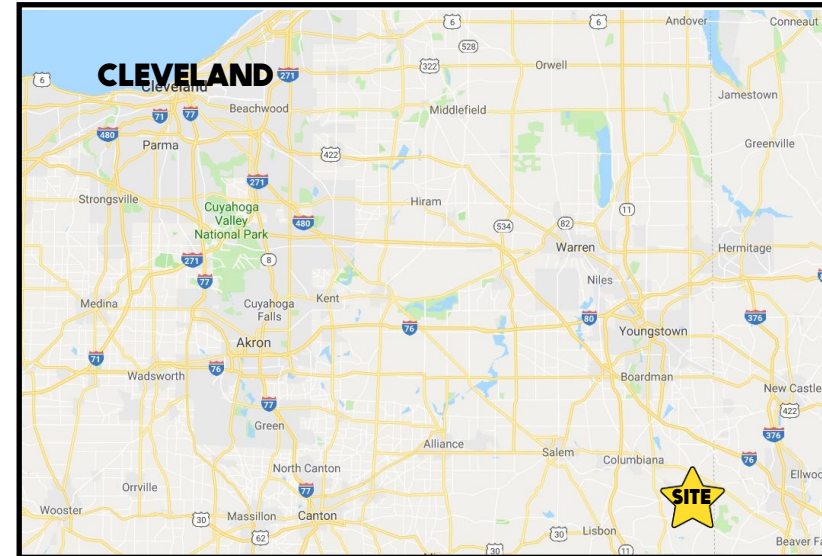 6
6
Andover
Conneaut
528
CLEVELAND
271
322
Orwell
6
Cleveland
Jamestown
Beachwood
Middlefield
71
77
480
Parma
422
Greenville
271
Strongsville
Hiram
Cuyahoga
Valley
National Park
11
480
534
82
Warren
Hermitage
271
8
77
Niles
Medina
Cuyahoga
Falls
Kent
76
80
376
Youngstown
Akron
71
76
Wadsworth
Boardman
77
New Castle
422
Green
376
Alliance
Salem
Columbiana
76
North Canton
Ellwoo
Orrville
77
SITE
Wooster
30
Massillon
Canton
62
30
Lisbon
Beaver Fa
30
11